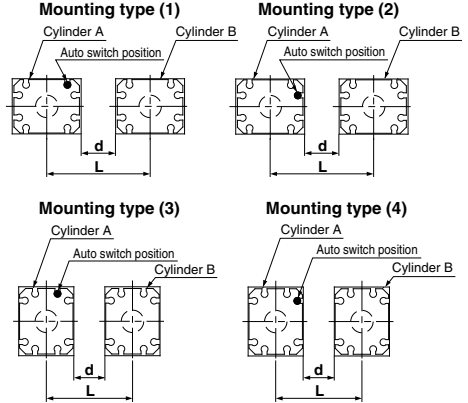 Mounting type (1)
Cylinder A
Cylinder B
Auto switch position
d
L
Mounting type (2)
Cylinder A
Cylinder B
Auto switch position
d
L
Mounting type (3)
Cylinder A
Auto switch position
Cylinder B
d
L
Mounting type (4)
Cylinder A
Auto switch position
Cylinder B
d
L